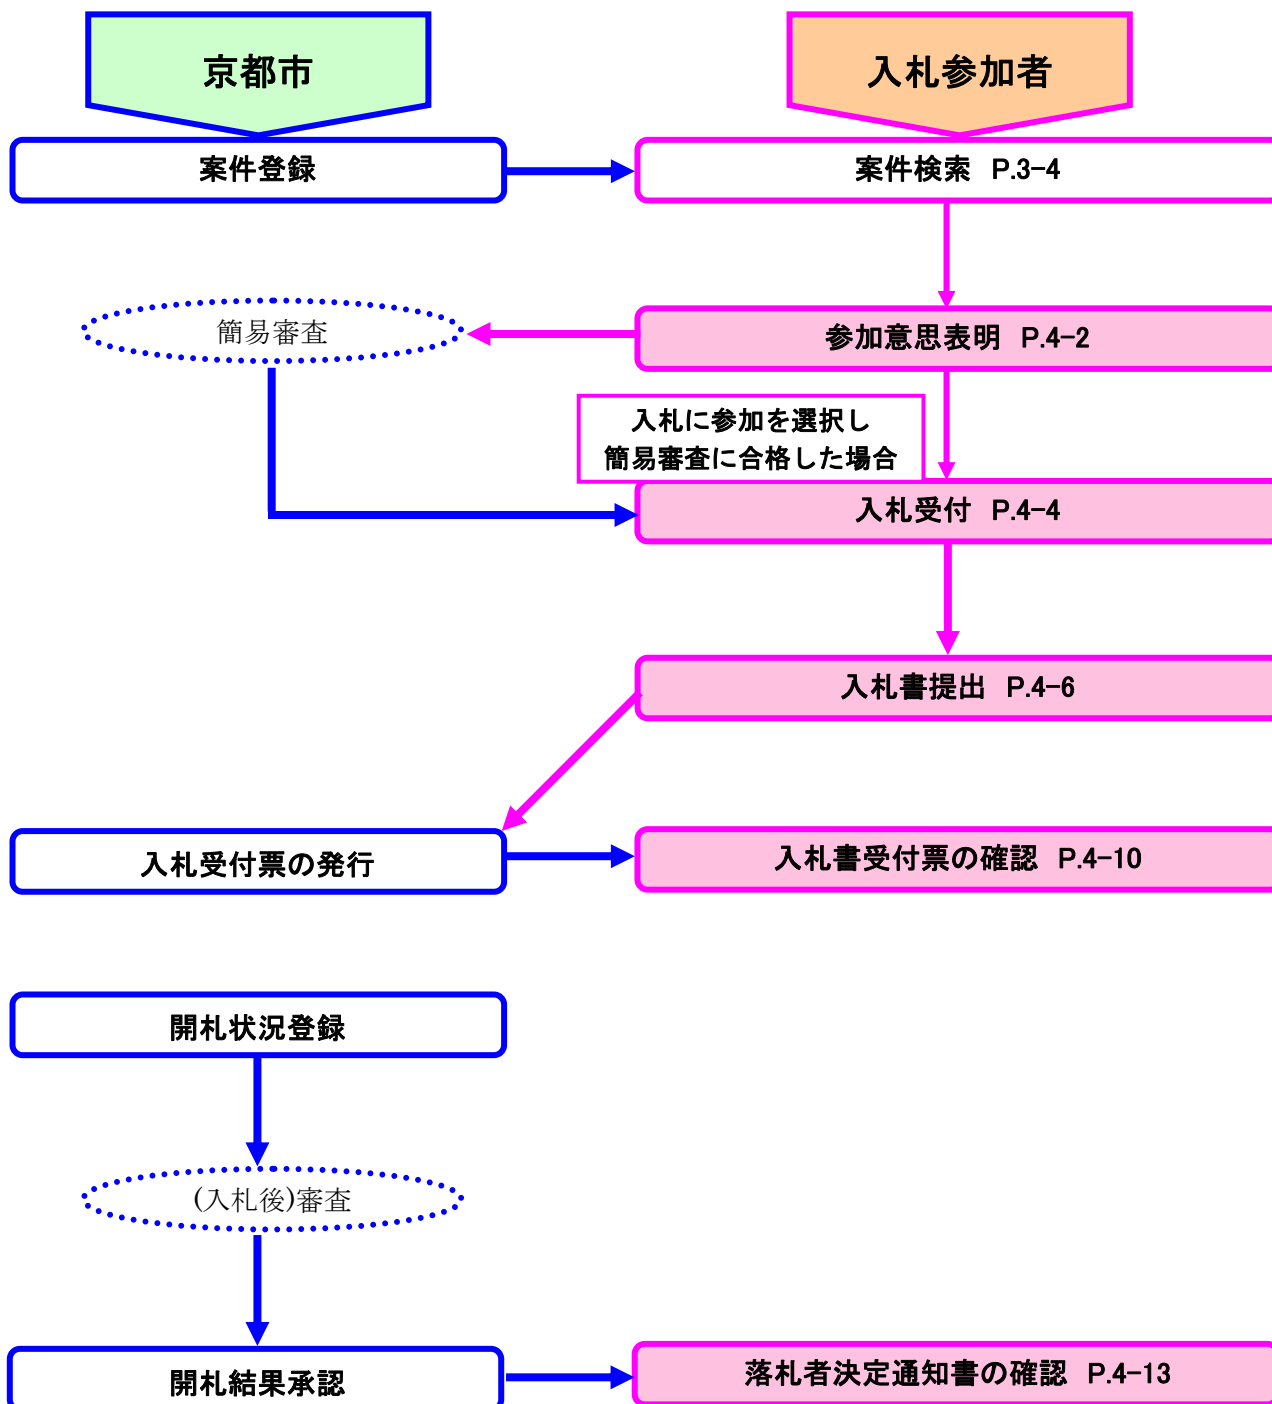 京都市
入札参加者
案件登録
案件検索 P.3-4
簡易審査
参加意思表明 P.4-2
入札に参加を選択し
簡易審査に合格した場合
入札受付 P.4-4
入札書提出 P.4-6
入札受付票の発行
入札書受付票の確認 P.4-10
開札状況登録
(入札後)審査
開札結果承認
落札者決定通知書の確認 P.4-13